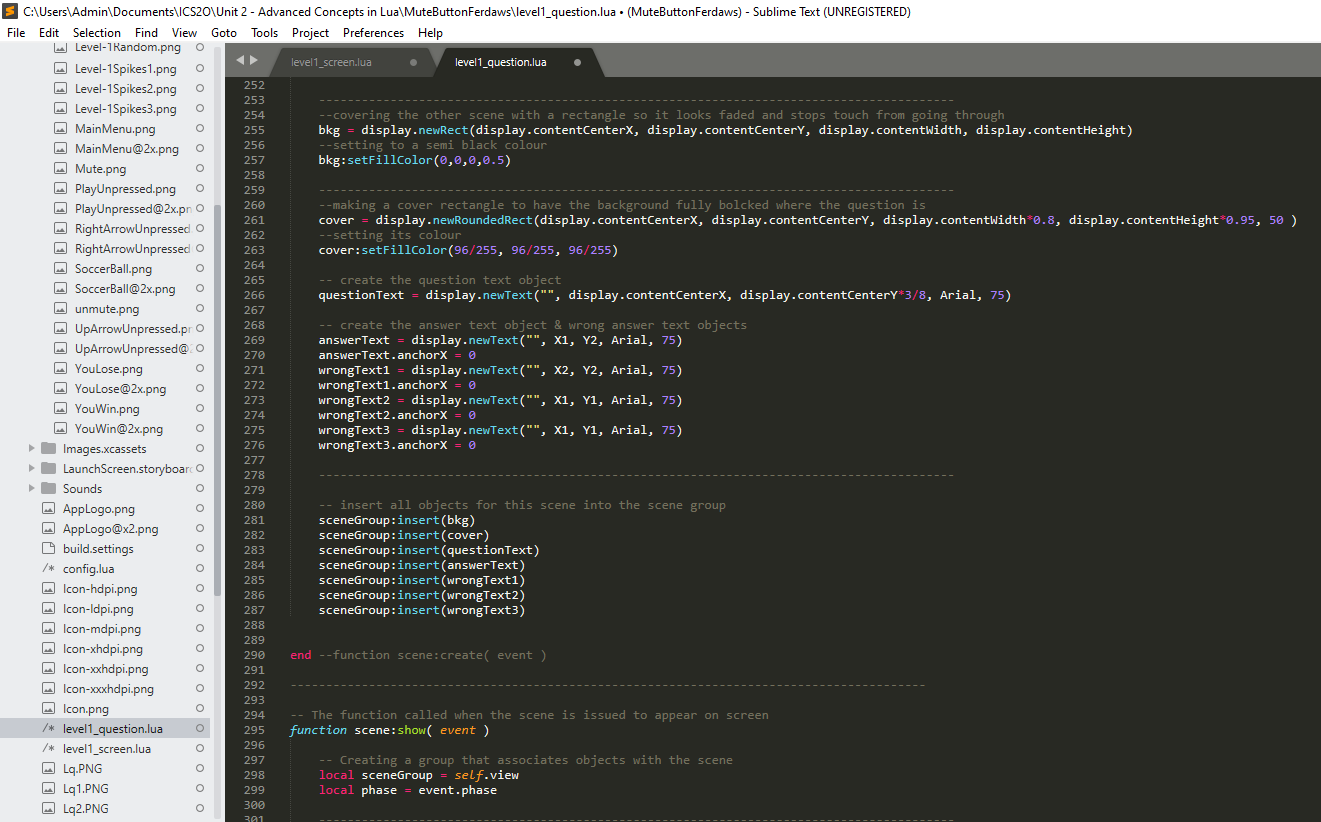 C:\Users\Admin\Documents\ICS2O\Unit 2 - Advanced Concepts in Lua\MuteButtonFerdaws\level1_question.lua • (MuteButtonFerdaws) - Sublime Text (UNREGISTERED)
File Edit Selection Find View Goto Tools Project Preferences Help
Level-1Random.png
Level-1Spikes1.png
Level-1Spikes2.png
Level-1Spikes3.png
MainMenu.png
MainMenu@2x.png
Mute.png
PlayUnpressed.png
PlayUnpressed@2x.pn
RightArrowUnpressed.
RightArrowUnpressed
SoccerBall.png
SoccerBall@2x.png
unmute.png
UpArrowUnpressed.pr
UpArrowUnpressed@
YouLose.png
YouLose@2x.png
YouWin.png
YouWin@2x.png
Images.xcassets
LaunchScreen.storyboard
Sounds
AppLogo.png
AppLogo@x2.png
build.settings
/* config.lua
Icon-hdpi.png
Icon-ldpi.png
Icon-mdpi.png
Icon-xhdpi.png
Icon-xxhdpi.png
Icon-xxxhdpi.png
Icon.png
/* level1_question.lua
/* level1_screen.lua
Lq.PNG
Lq1.PNG
Lq2.PNG
level1_screen.lua level1_question.lua
252
253 -----------------------------------------------------------------------------------------
254 --covering the other scene with a rectangle so it looks faded and stops touch from going through
255 bkg = display.newRect(display.contentCenterX, display.contentCenterY, display.contentWidth, display.contentHeight)
256 --setting to a semi black colour
257 bkg:setFillColor(0,0,0,0.5)
258
259 -----------------------------------------------------------------------------------------
260 --making a cover rectangle to have the background fully bolcked where the question is
261 cover = display.newRoundedRect(display.contentCenterX, display.contentCenterY, display.contentWidth*0.8, display.contentHeight*0.95, 50 )
262 --setting its colour
263 cover:setFillColor(96/255, 96/255, 96/255)
264
265 -- create the question text object
266 questionText = display.newText("", display.contentCenterX, display.contentCenterY*3/8, Arial, 75)
267
268 -- create the answer text object & wrong answer text objects
269 answerText = display.newText("", X1, Y2, Arial, 75)
270 answerText.anchorX = 0
271 wrongText1 = display.newText("", X2, Y2, Arial, 75)
272 wrongText1.anchorX = 0
273 wrongText2 = display.newText("", X1, Y1, Arial, 75)
274 wrongText2.anchorX = 0
275 wrongText3 = display.newText("", X1, Y1, Arial, 75)
276 wrongText3.anchorX = 0
277
278 -----------------------------------------------------------------------------------------
279
280 -- insert all objects for this scene into the scene group
281 sceneGroup:insert(bkg)
282 sceneGroup:insert(cover)
283 sceneGroup:insert(questionText)
284 sceneGroup:insert(answerText)
285 sceneGroup:insert(wrongText1)
286 sceneGroup:insert(wrongText2)
287 sceneGroup:insert(wrongText3)
288
289
290 end --function scene:create( event )
291
292 -----------------------------------------------------------------------------------------
293
294 -- The function called when the scene is issued to appear on screen
295 function scene:show( event )
296
297 -- Creating a group that associates objects with the scene
298 local sceneGroup = self.view
299 local phase = event.phase
300
301 -----------------------------------------------------------------------------------------